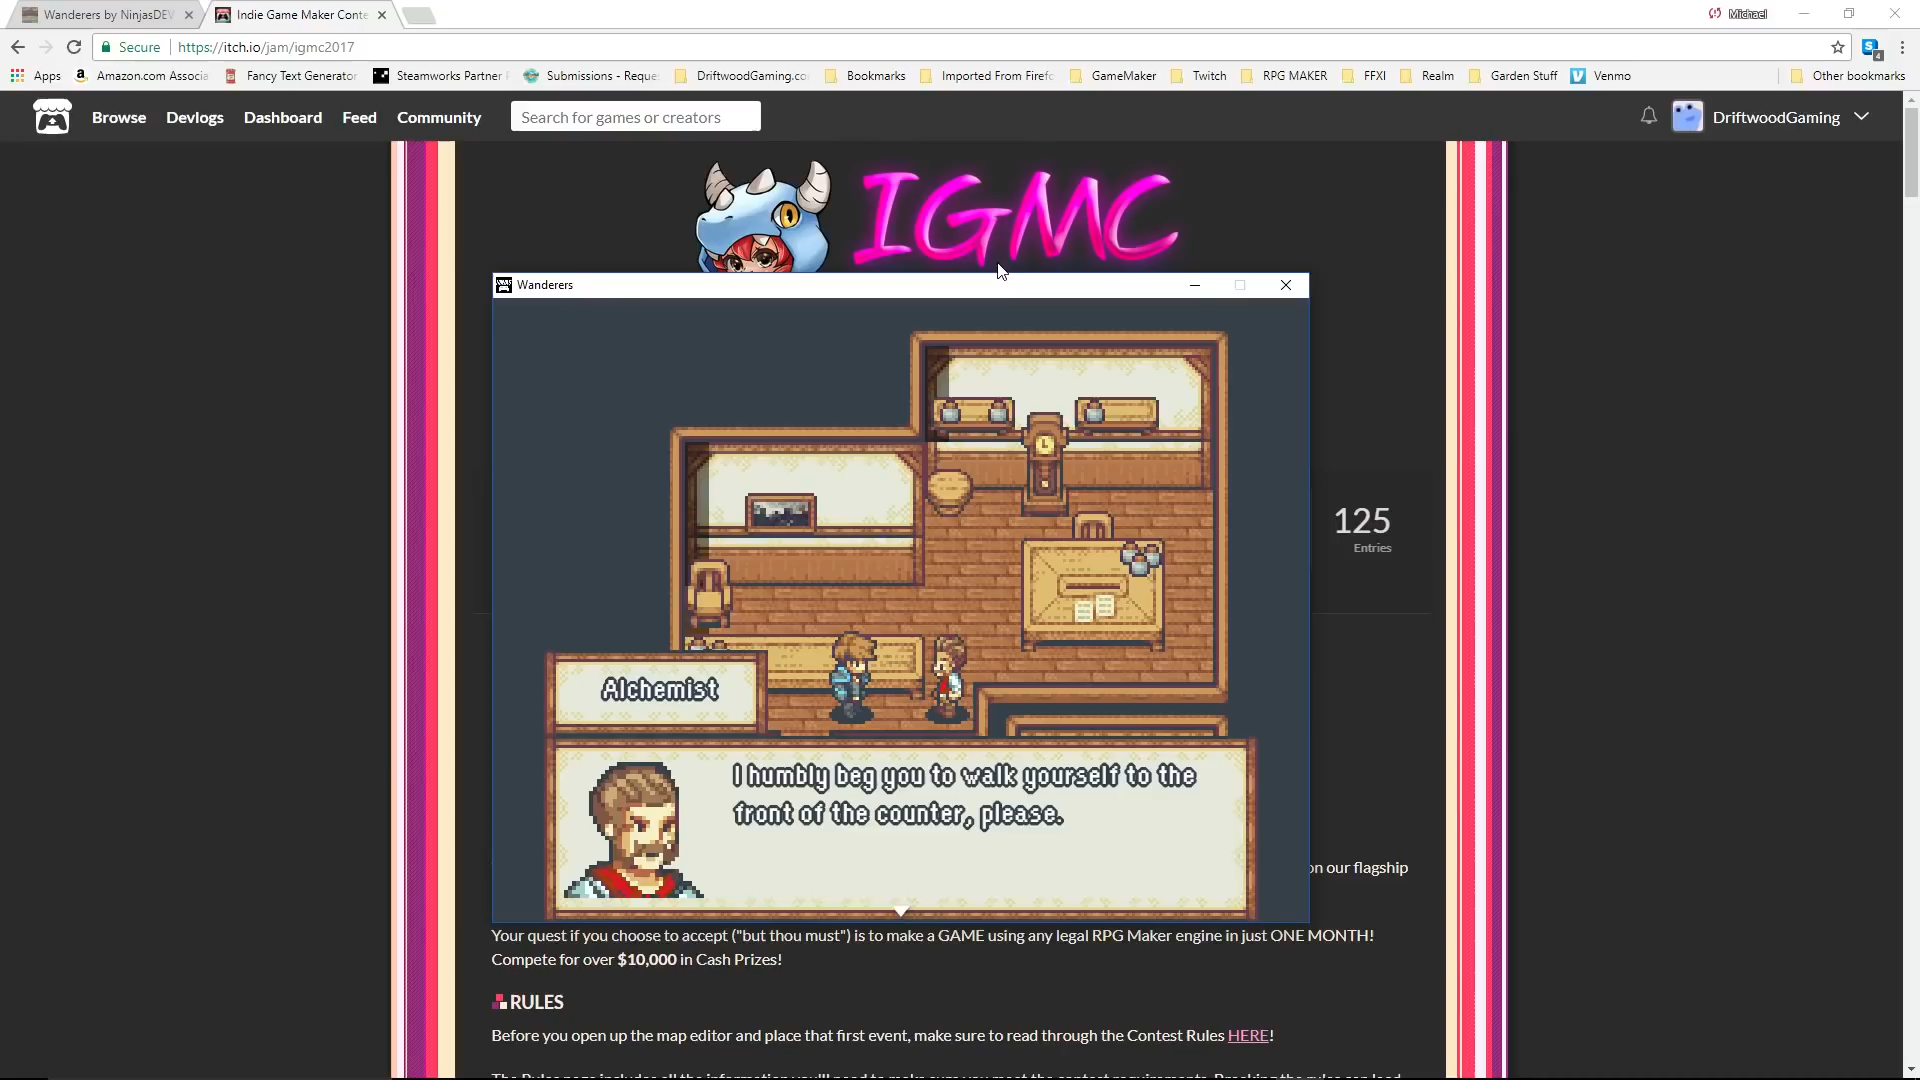 Wanderers by NinjasDEV
Indie Game Maker Conte
Michael
Secure
https://itch.io/jam/igmc2017
Apps
Amazon.com Associa
Fancy Text Generator
Steamworks Partner
Submissions - Reque
DriftwoodGaming.co
Bookmarks
Imported From Firef
GameMaker
Twitch
RPG MAKER
FFXI
Realm
Garden Stuff
Venmo
Other bookmarks
Browse
Devlogs
Dashboard
Feed
Community
Search for games or creators
DriftwoodGaming
IGMC
Wanderers
125
Entries
Alchemist
I humbly beg you to walk yourself to the
front of the counter, please.
on our flagship
Your quest if you choose to accept ("but thou must") is to make a GAME using any legal RPG Maker engine in just ONE MONTH!
Compete for over $10,000 in Cash Prizes!
RULES
Before you open up the map editor and place that first event, make sure to read through the Contest Rules HERE!